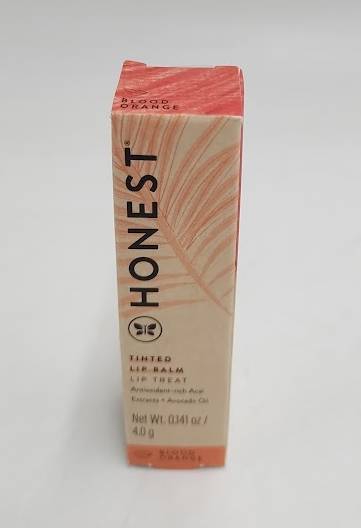 BLOOD
ORANGE
HONEST®
TINTED
LIP BALM
LIP TREAT
Antioxidant-rich Acai
Extracts + Avocado Oil
Net Wt. 0.141 oz /
4.0 g
BLOOD
ORANGE